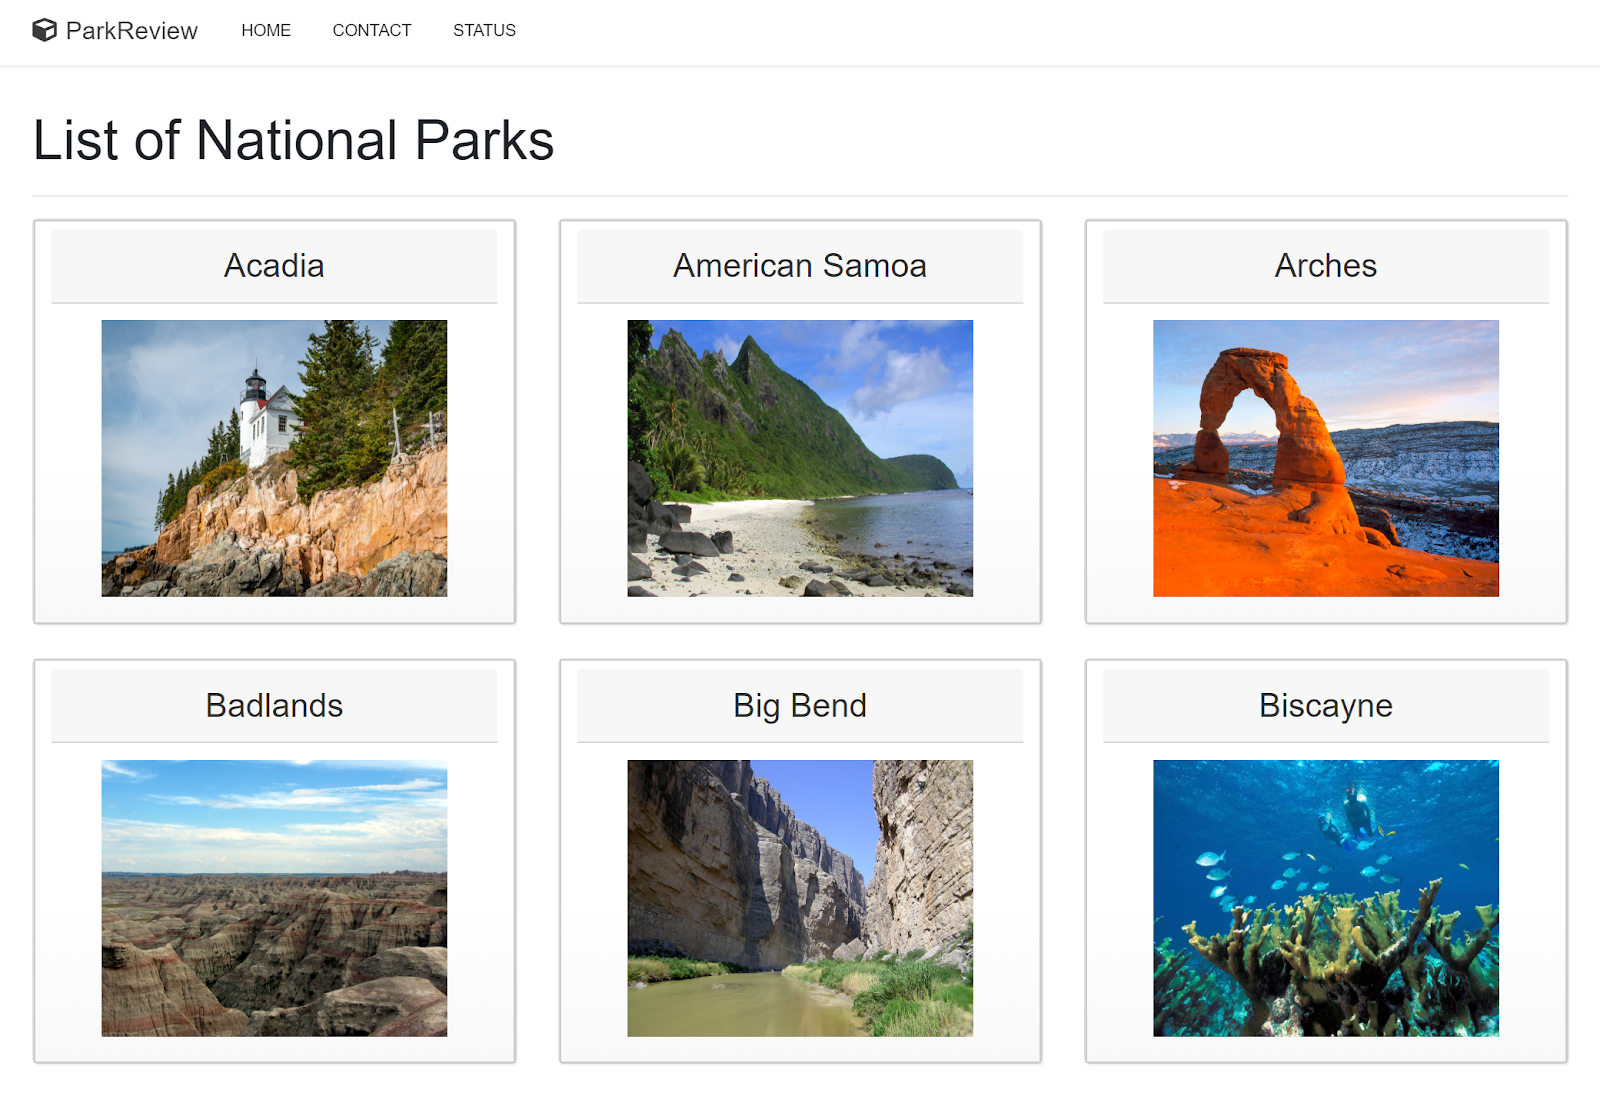 ParkReview HOME CONTACT STATUS
List of National Parks
Acadia
American Samoa
Arches
Badlands
Big Bend
Biscayne